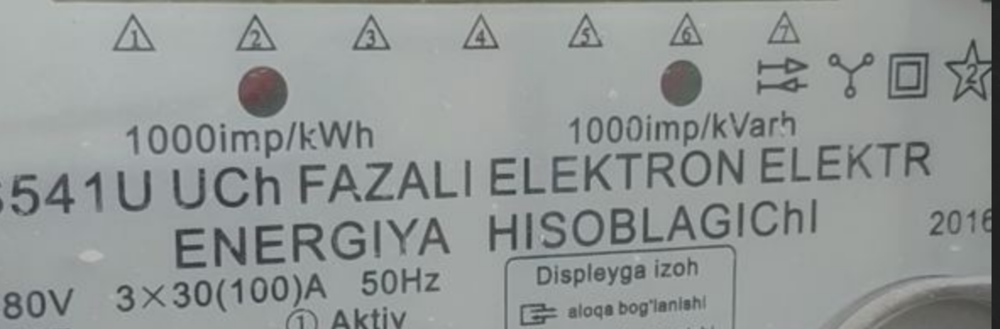 1 2 3 4 5 6 7
2
1000imp/kWh 1000imp/kVarh
541U UCh FAZALI ELEKTRON ELEKTR
ENERGIYA HISOBLAGIChI 2016
80V 3×30(100)A 50Hz
Displeyga izoh
① Aktiv
aloqa bog'lanishi